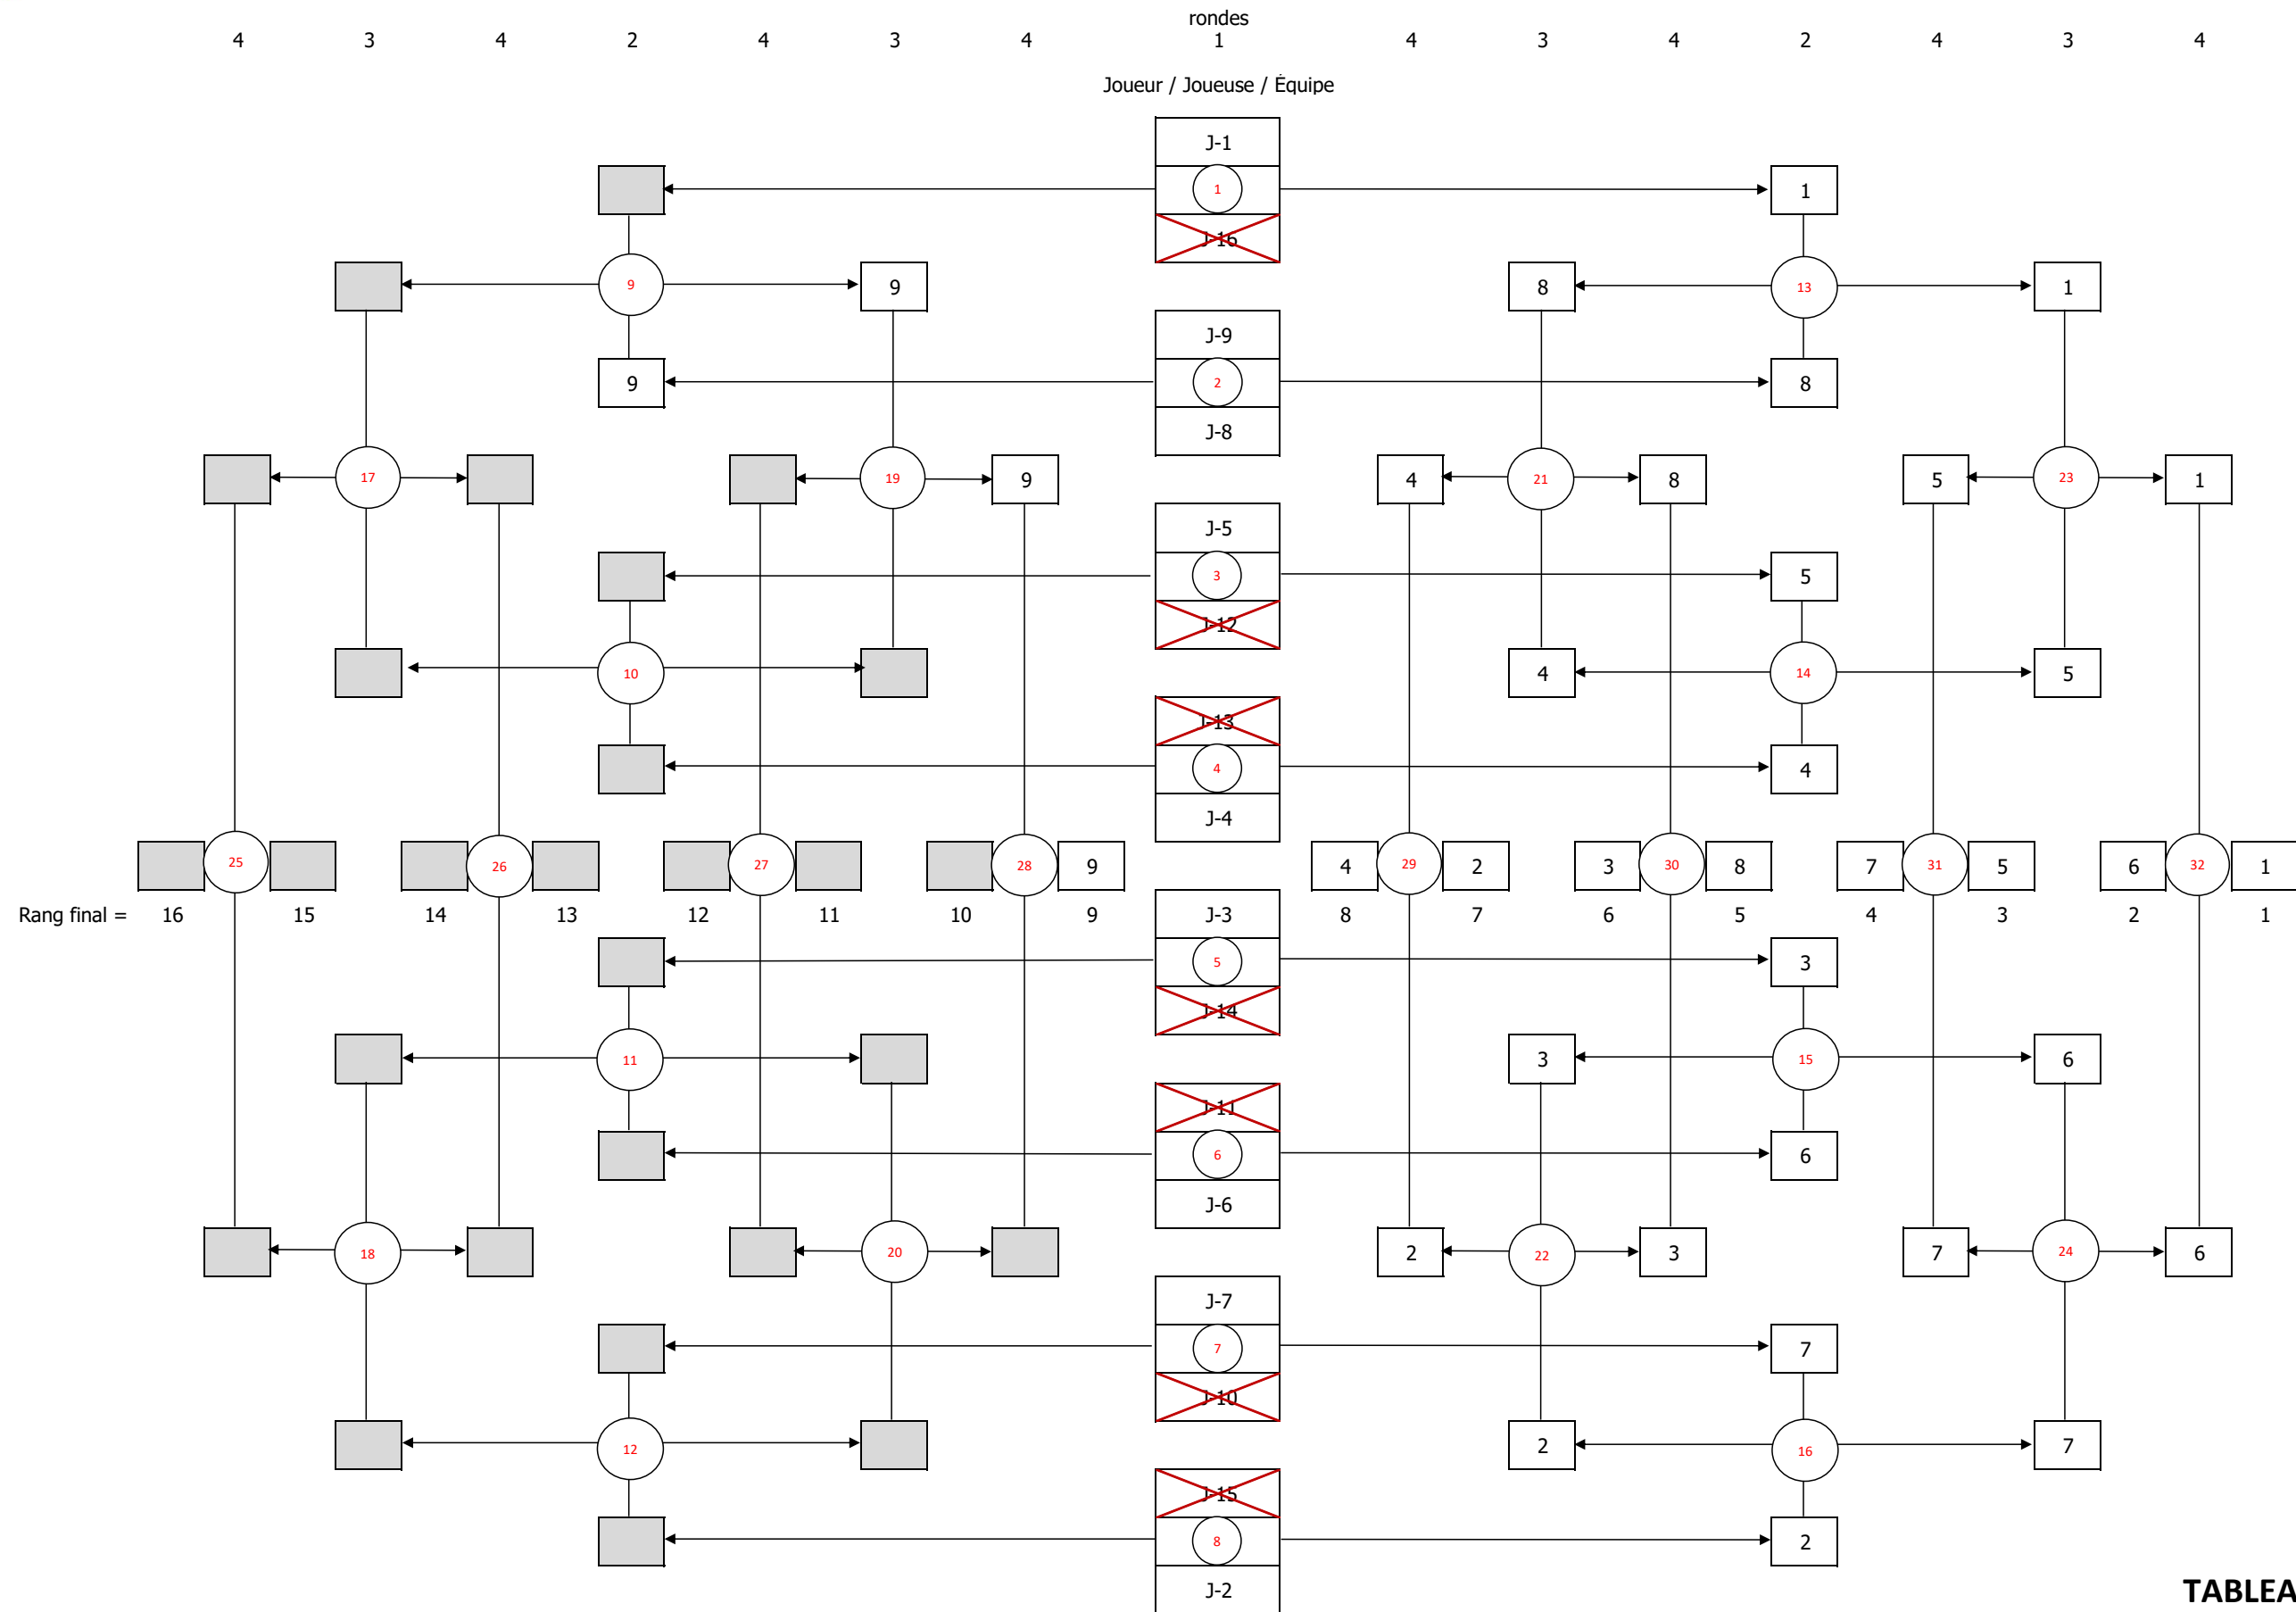 rondes
4 3 4 2 4 3 4 1 4 3 4 2 4 3 4
Joueur / Joueuse / Équipe
J-1
1 1
J-16
9 9 8 13 1
J-9
9 2 8
J-8
17 19 9 4 21 8 5 23 1
J-5
3 5
J-12
10 4 14 5
J-13
4 4
J-4
25 26 27 28 9 4 29 2 3 30 8 7 31 5 6 32 1
Rang final = 16 15 14 13 12 11 10 9 8 7 6 5 4 3 2 1
J-3
5 3
J-14
11 3 15 6
J-11
6 6
J-6
18 20 2 22 3 7 24 6
J-7
7 7
J-10
12 2 16 7
J-15
8 2
J-2
TABLEA